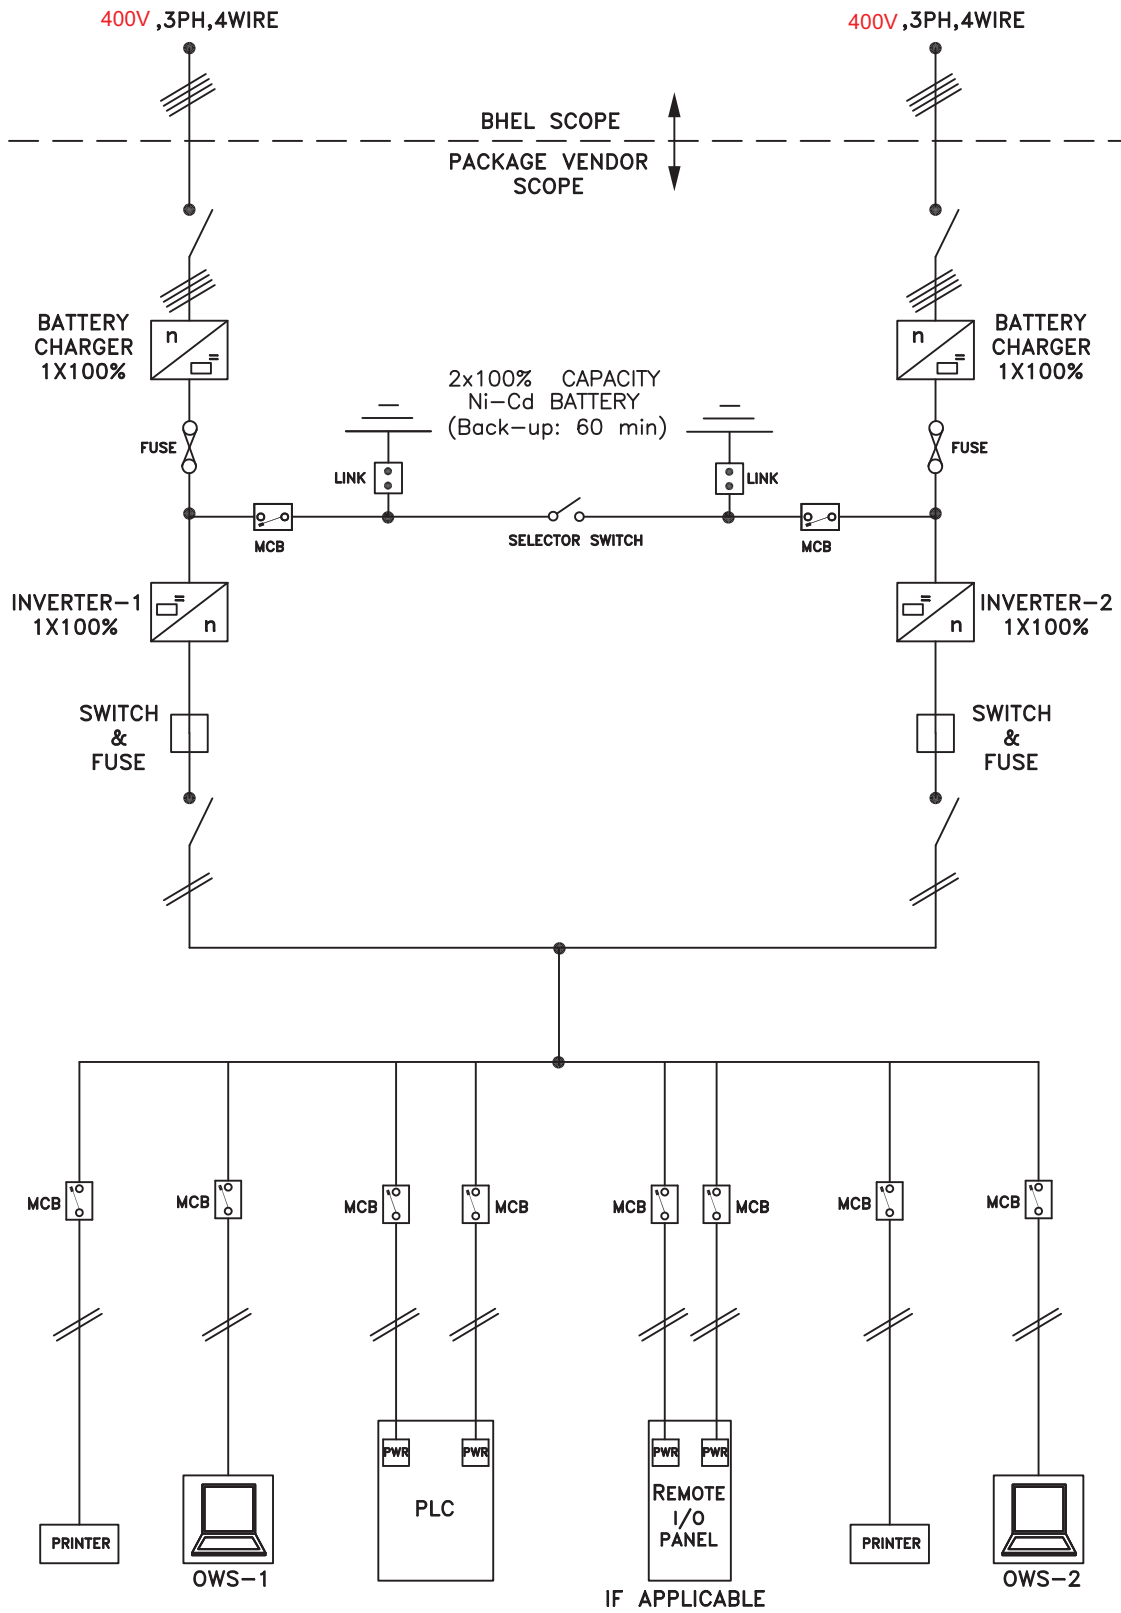 400V ,3PH,4WIRE
400V ,3PH,4WIRE
BHEL SCOPE
PACKAGE VENDOR
SCOPE
BATTERY
CHARGER
1X100%
n
=
n
=
BATTERY
CHARGER
1X100%
2x100% CAPACITY
Ni-Cd BATTERY
(Back-up: 60 min)
FUSE
LINK
LINK
FUSE
MCB
SELECTOR SWITCH
MCB
INVERTER-1
1X100%
=
n
=
n
INVERTER-2
1X100%
SWITCH
&
FUSE
SWITCH
&
FUSE
MCB
MCB
MCB
MCB
MCB
MCB
MCB
MCB
PWR
PWR
PWR
PWR
PLC
REMOTE
I/O
PANEL
PRINTER
PRINTER
OWS-1
OWS-2
IF APPLICABLE